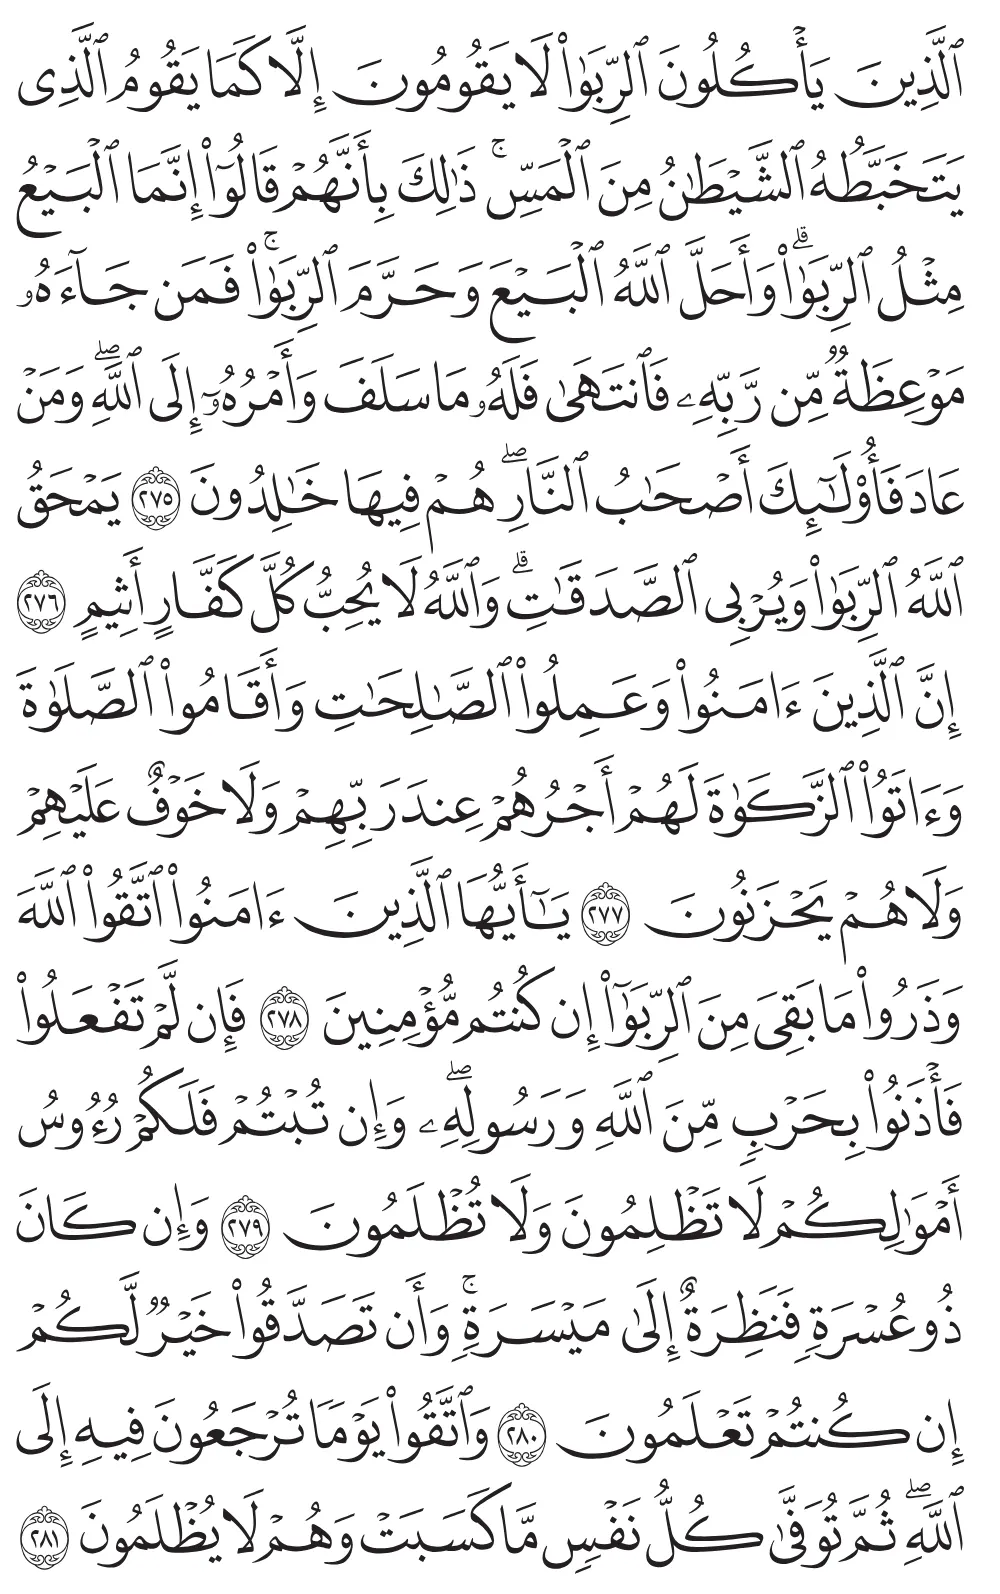 ٱلَّذِينَ يَأۡكُلُونَ ٱلرِّبَوٰاْ لَا يَقُومُونَ إِلَّا كَمَا يَقُومُ ٱلَّذِى
يَتَخَبَّطُهُ ٱلشَّيۡطَٰنُ مِنَ ٱلۡمَسِّۚ ذَٰلِكَ بِأَنَّهُمۡ قَالُوٓاْ إِنَّمَا ٱلۡبَيۡعُ
مِثۡلُ ٱلرِّبَوٰاْۗ وَأَحَلَّ ٱللَّهُ ٱلۡبَيۡعَ وَحَرَّمَ ٱلرِّبَوٰاْۚ فَمَن جَآءَهُۥ
مَوۡعِظَةٞ مِّن رَّبِّهِۦ فَٱنتَهَىٰ فَلَهُۥ مَا سَلَفَ وَأَمۡرُهُۥٓ إِلَى ٱللَّهِۖ وَمَنۡ
عَادَ فَأُوْلَٰٓئِكَ أَصۡحَٰبُ ٱلنَّارِۖ هُمۡ فِيهَا خَٰلِدُونَ ٢٧٥ يَمۡحَقُ
ٱللَّهُ ٱلرِّبَوٰاْ وَيُرۡبِى ٱلصَّدَقَٰتِۗ وَٱللَّهُ لَا يُحِبُّ كُلَّ كَفَّارٍ أَثِيمٍ ٢٧٦
إِنَّ ٱلَّذِينَ ءَامَنُواْ وَعَمِلُواْ ٱلصَّٰلِحَٰتِ وَأَقَامُواْ ٱلصَّلَوٰةَ
وَءَاتَوُاْ ٱلزَّكَوٰةَ لَهُمۡ أَجۡرُهُمۡ عِندَ رَبِّهِمۡ وَلَا خَوۡفٌ عَلَيۡهِمۡ
وَلَا هُمۡ يَحۡزَنُونَ ٢٧٧ يَٰٓأَيُّهَا ٱلَّذِينَ ءَامَنُواْ ٱتَّقُواْ ٱللَّهَ
وَذَرُواْ مَا بَقِىَ مِنَ ٱلرِّبَوٰٓاْ إِن كُنتُم مُّؤۡمِنِينَ ٢٧٨ فَإِن لَّمۡ تَفۡعَلُواْ
فَأۡذَنُواْ بِحَرۡبٖ مِّنَ ٱللَّهِ وَرَسُولِهِۦۖ وَإِن تُبۡتُمۡ فَلَكُمۡ رُءُوسُ
أَمۡوَٰلِكُمۡ لَا تَظۡلِمُونَ وَلَا تُظۡلَمُونَ ٢٧٩ وَإِن كَانَ
ذُو عُسۡرَةٖ فَنَظِرَةٌ إِلَىٰ مَيۡسَرَةٖۚ وَأَن تَصَدَّقُواْ خَيۡرٞ لَّكُمۡ
إِن كُنتُمۡ تَعۡلَمُونَ ٢٨٠ وَٱتَّقُواْ يَوۡمٗا تُرۡجَعُونَ فِيهِ إِلَى
ٱللَّهِۖ ثُمَّ تُوَفَّىٰ كُلُّ نَفۡسٖ مَّا كَسَبَتۡ وَهُمۡ لَا يُظۡلَمُونَ ٢٨١